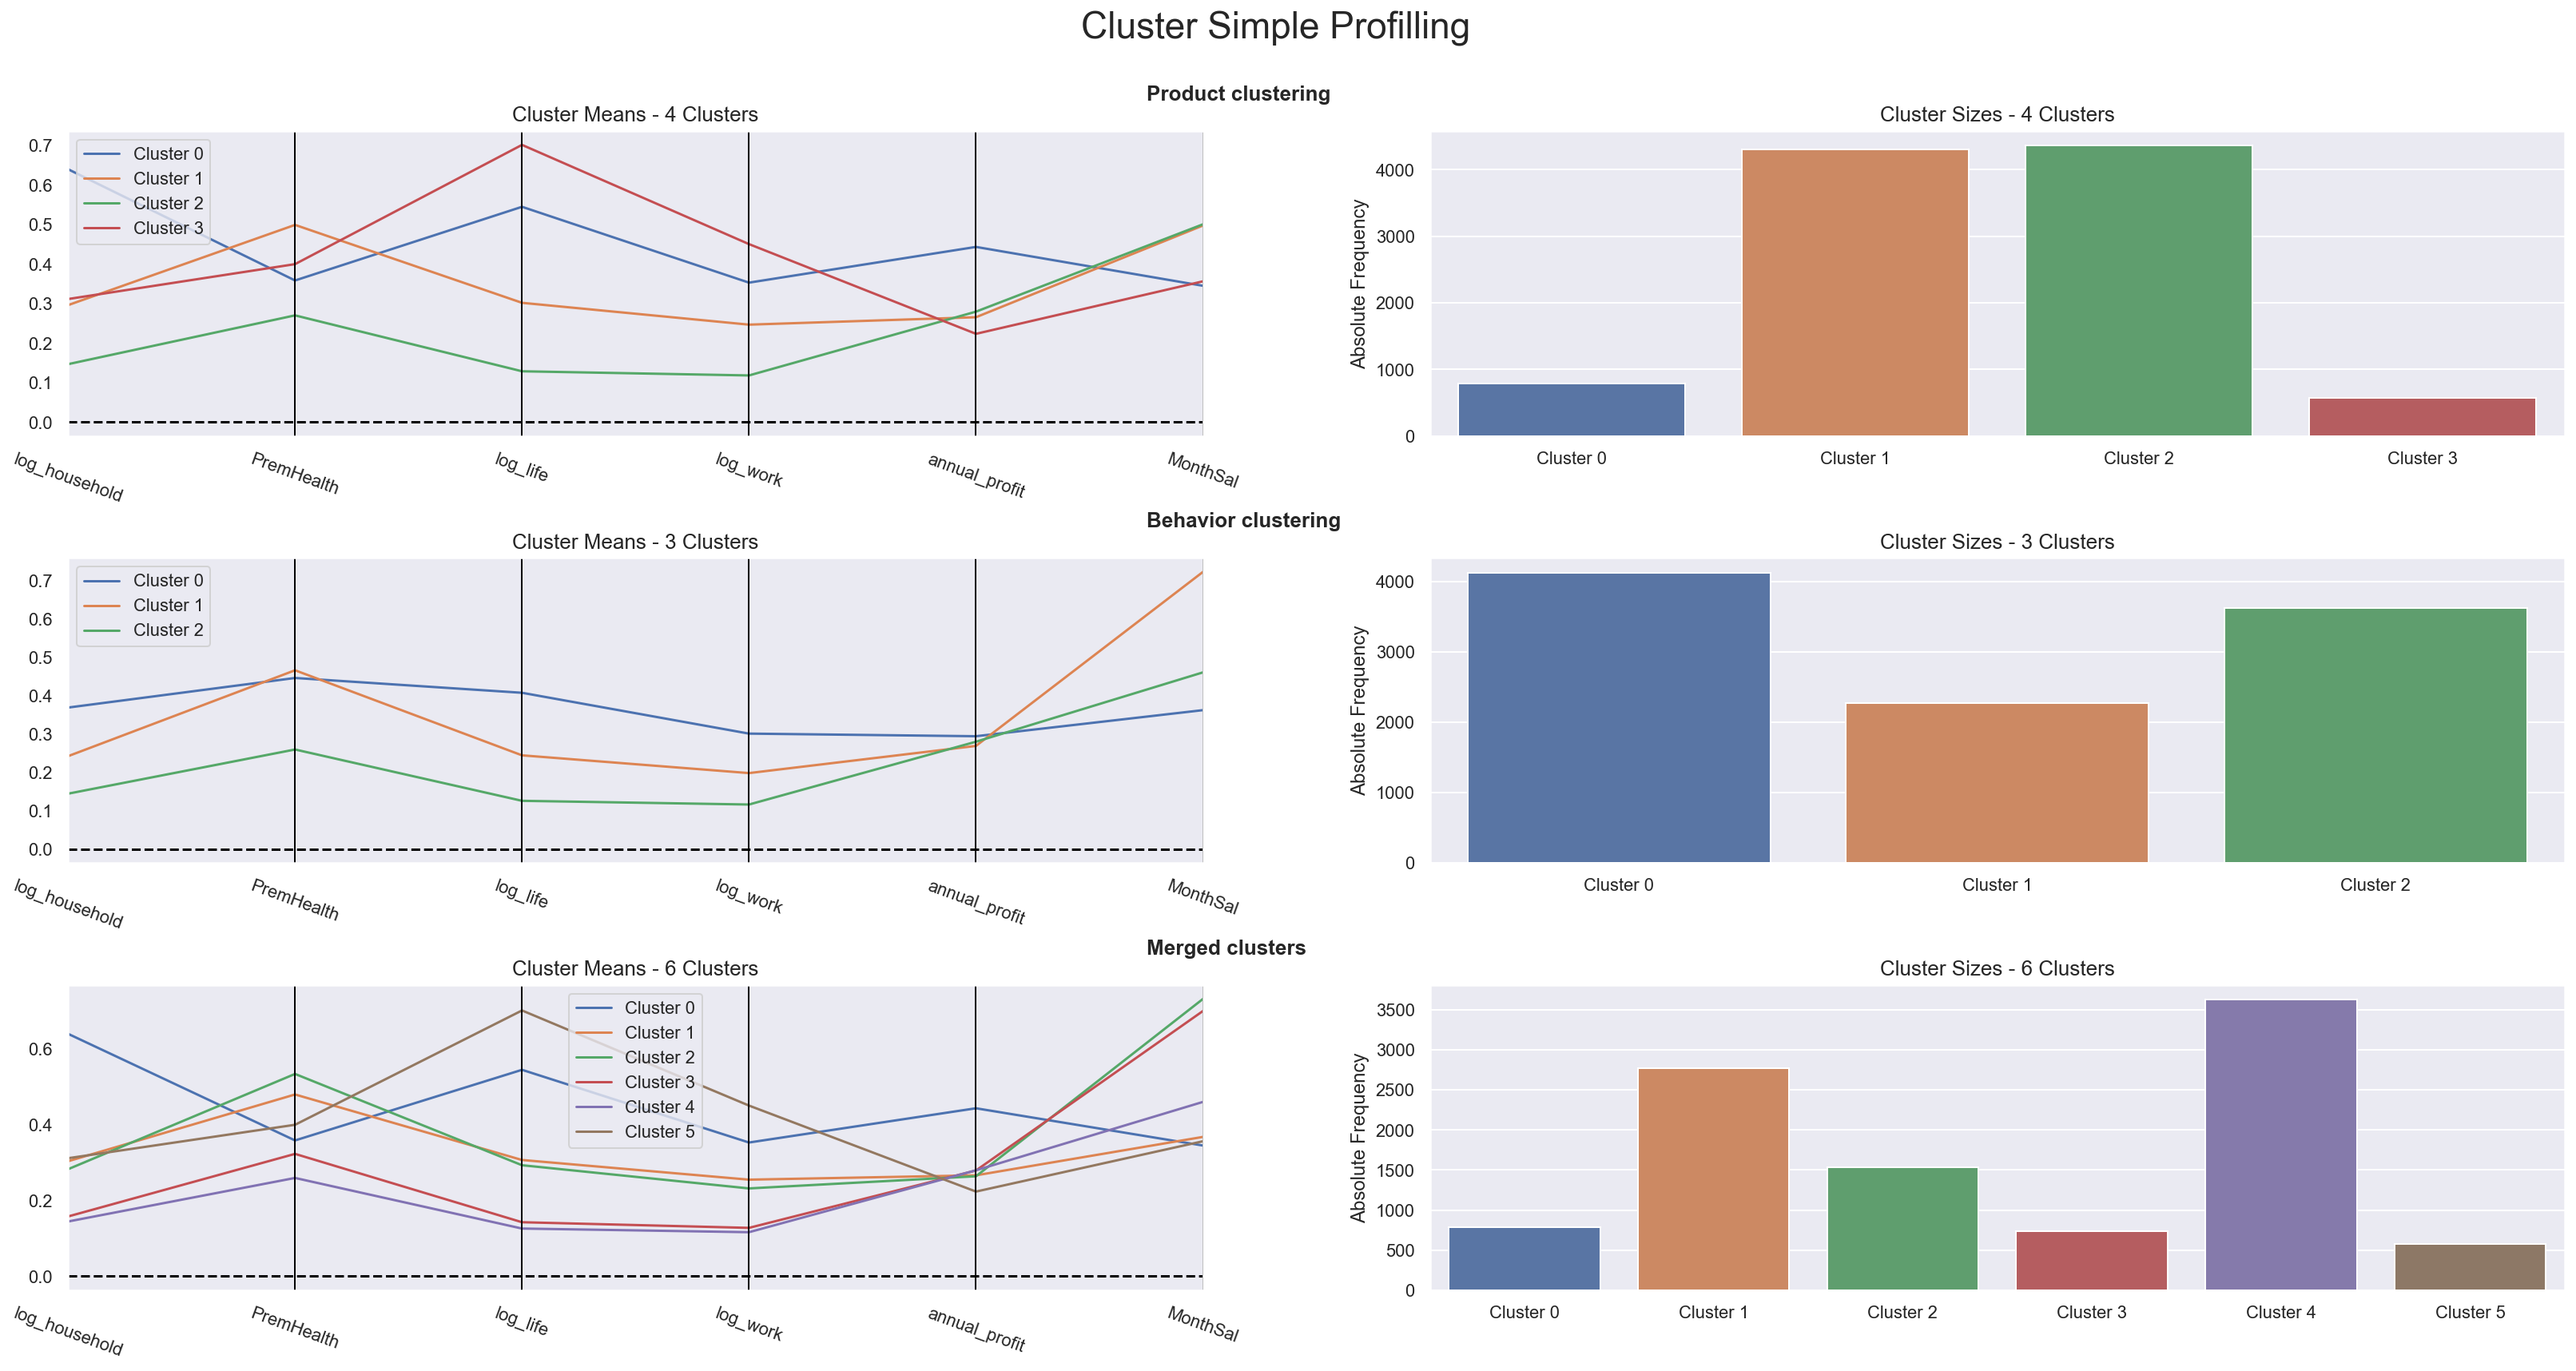 Cluster Simple Profilling
Product clustering
Cluster Means - 4 Clusters
0.7
0.6
0.5
0.4
0.3
0.2
0.1
0.0
Cluster 0
Cluster 1
Cluster 2
Cluster 3
log_household
PremHealth
log_life
log_work
annual_profit
MonthSal
Cluster Sizes - 4 Clusters
Absolute Frequency
4000
3000
2000
1000
0
Cluster 0
Cluster 1
Cluster 2
Cluster 3
Behavior clustering
Cluster Means - 3 Clusters
0.7
0.6
0.5
0.4
0.3
0.2
0.1
0.0
Cluster 0
Cluster 1
Cluster 2
log_household
PremHealth
log_life
log_work
annual_profit
MonthSal
Cluster Sizes - 3 Clusters
Absolute Frequency
4000
3000
2000
1000
0
Cluster 0
Cluster 1
Cluster 2
Merged clusters
Cluster Means - 6 Clusters
0.6
0.4
0.2
0.0
Cluster 0
Cluster 1
Cluster 2
Cluster 3
Cluster 4
Cluster 5
log_household
PremHealth
log_life
log_work
annual_profit
MonthSal
Cluster Sizes - 6 Clusters
Absolute Frequency
3500
3000
2500
2000
1500
1000
500
0
Cluster 0
Cluster 1
Cluster 2
Cluster 3
Cluster 4
Cluster 5